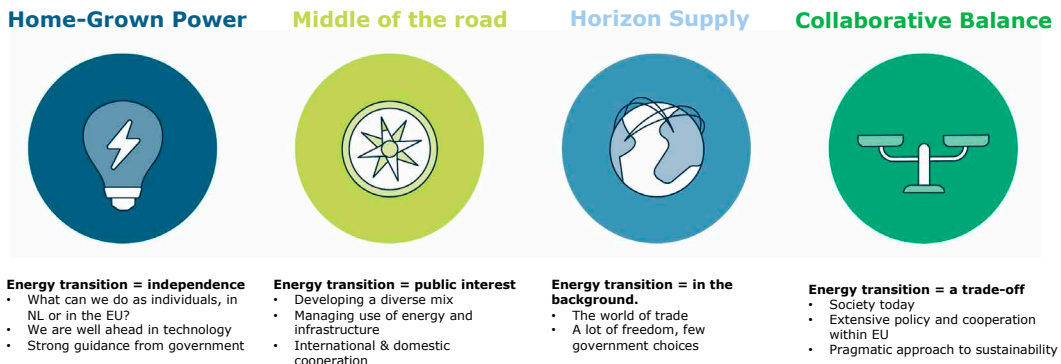 Home-Grown Power
Middle of the road
Horizon Supply
Collaborative Balance
Energy transition = independence
• What can we do as individuals, in
NL or in the EU?
• We are well ahead in technology
• Strong guidance from government
Energy transition = public interest
• Developing a diverse mix
• Managing use of energy and
infrastructure
• International & domestic
cooperation
Energy transition = in the
background.
• The world of trade
• A lot of freedom, few
government choices
Energy transition = a trade-off
• Society today
• Extensive policy and cooperation
within EU
• Pragmatic approach to sustainability